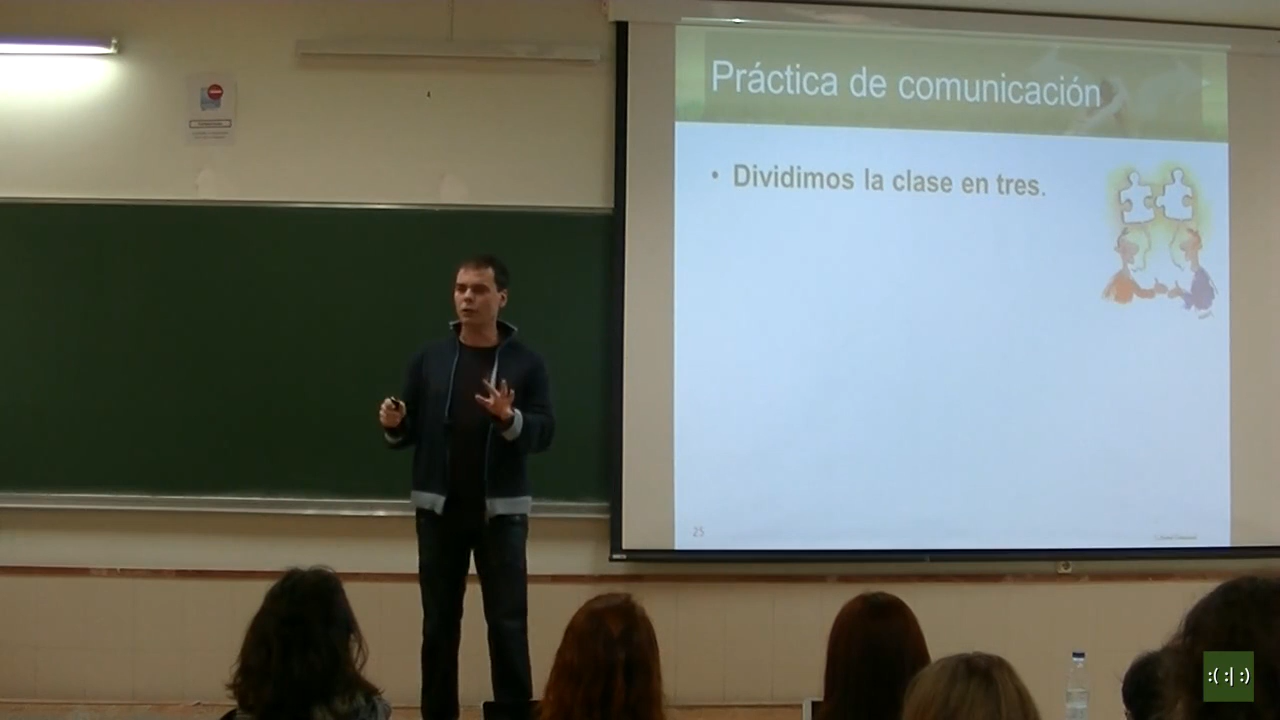 Práctica de comunicación
• Dividimos la clase en tres.
25
:( :| :)